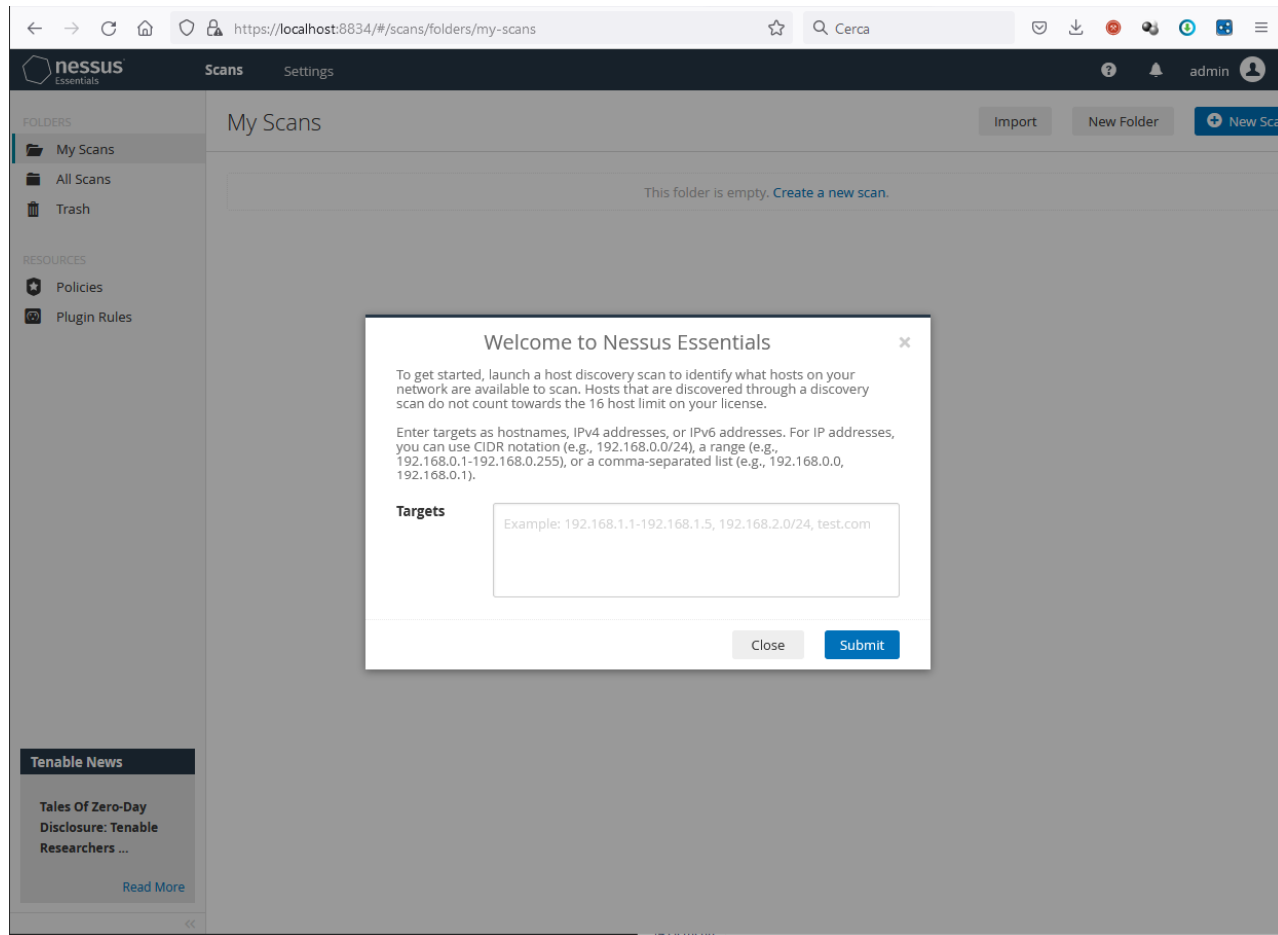 https://localhost:8834/#/scans/folders/my-scans
Cerca
nessus
Essentials
Scans
Settings
admin
FOLDERS
My Scans
All Scans
Trash
RESOURCES
Policies
Plugin Rules
My Scans
Import
New Folder
New Sca
This folder is empty. Create a new scan.
Welcome to Nessus Essentials
To get started, launch a host discovery scan to identify what hosts on your
network are available to scan. Hosts that are discovered through a discovery
scan do not count towards the 16 host limit on your license.
Enter targets as hostnames, IPv4 addresses, or IPv6 addresses. For IP addresses,
you can use CIDR notation (e.g., 192.168.0.0/24), a range (e.g.,
192.168.0.1-192.168.0.255), or a comma-separated list (e.g., 192.168.0.0,
192.168.0.1).
Targets
Example: 192.168.1.1-192.168.1.5, 192.168.2.0/24, test.com
Close
Submit
Tenable News
Tales Of Zero-Day
Disclosure: Tenable
Researchers ...
Read More